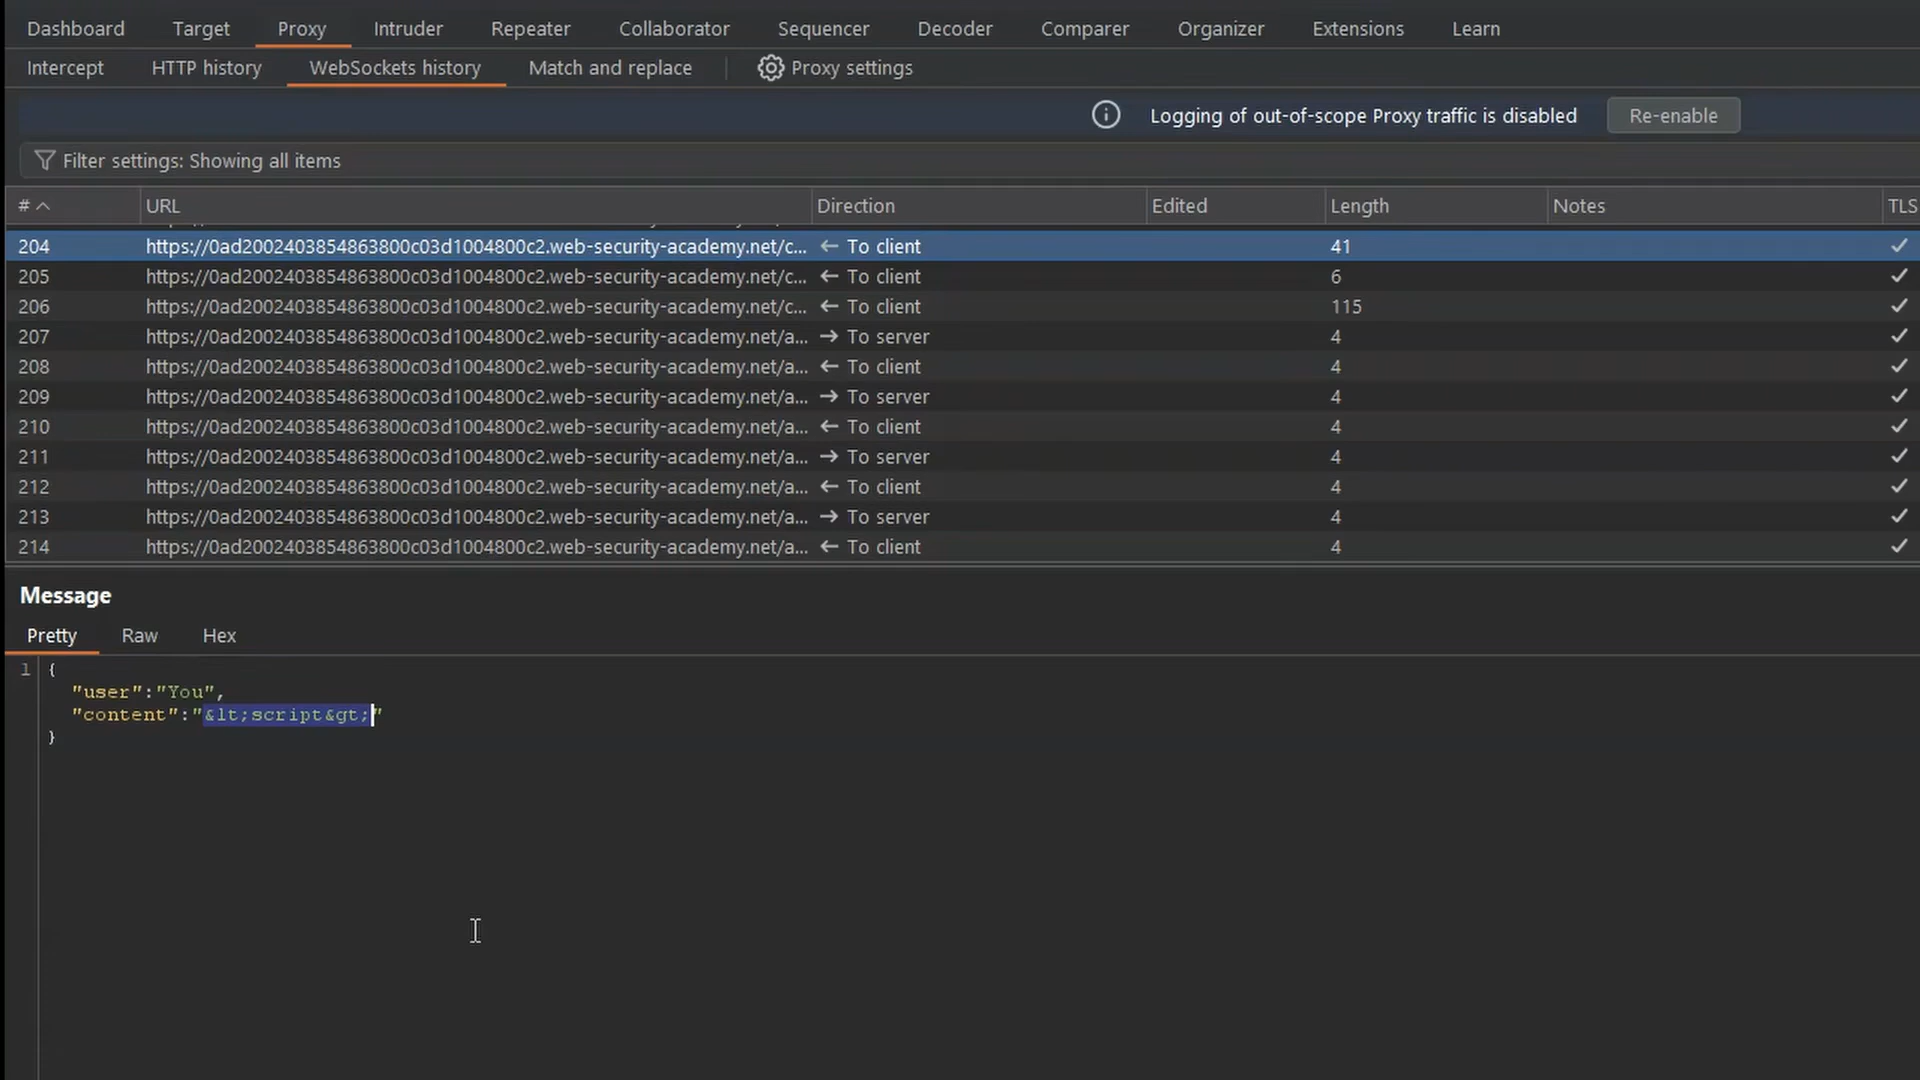 Dashboard Target Proxy Intruder Repeater Collaborator Sequencer Decoder Comparer Organizer Extensions Learn
Intercept HTTP history WebSockets history Match and replace Proxy settings
Logging of out-of-scope Proxy traffic is disabled Re-enable
Filter settings: Showing all items
# URL Direction Edited Length Notes TLS
204 https://0ad2002403854863800c03d1004800c2.web-security-academy.net/c... ← To client 41 ✓
205 https://0ad2002403854863800c03d1004800c2.web-security-academy.net/c... ← To client 6 ✓
206 https://0ad2002403854863800c03d1004800c2.web-security-academy.net/c... ← To client 115 ✓
207 https://0ad2002403854863800c03d1004800c2.web-security-academy.net/a... → To server 4 ✓
208 https://0ad2002403854863800c03d1004800c2.web-security-academy.net/a... ← To client 4 ✓
209 https://0ad2002403854863800c03d1004800c2.web-security-academy.net/a... → To server 4 ✓
210 https://0ad2002403854863800c03d1004800c2.web-security-academy.net/a... ← To client 4 ✓
211 https://0ad2002403854863800c03d1004800c2.web-security-academy.net/a... → To server 4 ✓
212 https://0ad2002403854863800c03d1004800c2.web-security-academy.net/a... ← To client 4 ✓
213 https://0ad2002403854863800c03d1004800c2.web-security-academy.net/a... → To server 4 ✓
214 https://0ad2002403854863800c03d1004800c2.web-security-academy.net/a... ← To client 4 ✓
Message
Pretty Raw Hex
1 {
"user":"You",
"content":"&lt;script&gt;"
}